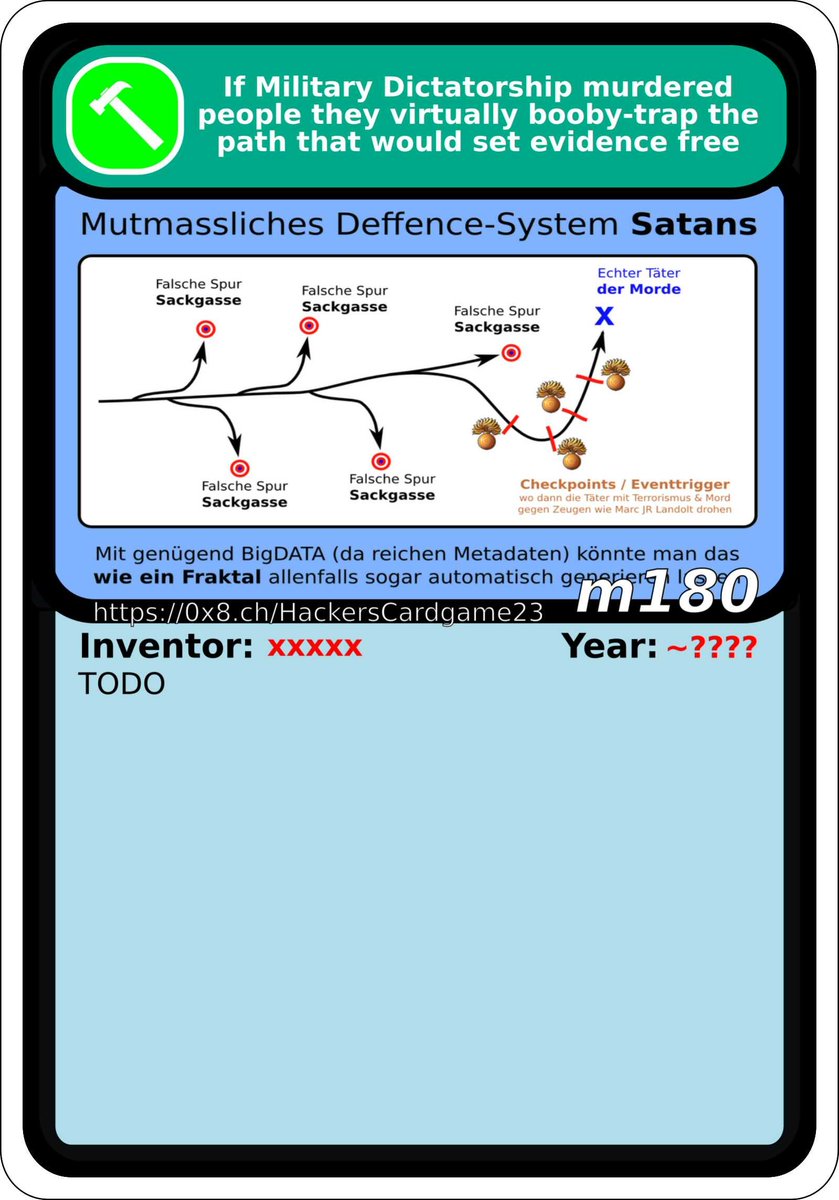 If Military Dictatorship murdered
people they virtually booby-trap the
path that would set evidence free
Mutmassliches Deffence-System Satans
Falsche Spur
Sackgasse
Falsche Spur
Sackgasse
Falsche Spur
Sackgasse
Echter Täter
der Morde
X
Falsche Spur
Sackgasse
Falsche Spur
Sackgasse
Checkpoints / Eventtrigger
wo dann die Täter mit Terrorismus & Mord
gegen Zeugen wie Marc JR Landolt drohen
Mit genügend BigDATA (da reichen Metadaten) könnte man das
wie ein Fraktal allenfalls sogar automatisch generieren
m180
https://0x8.ch/HackersCardgame23
Inventor: xxxxx
Year: ~????
TODO